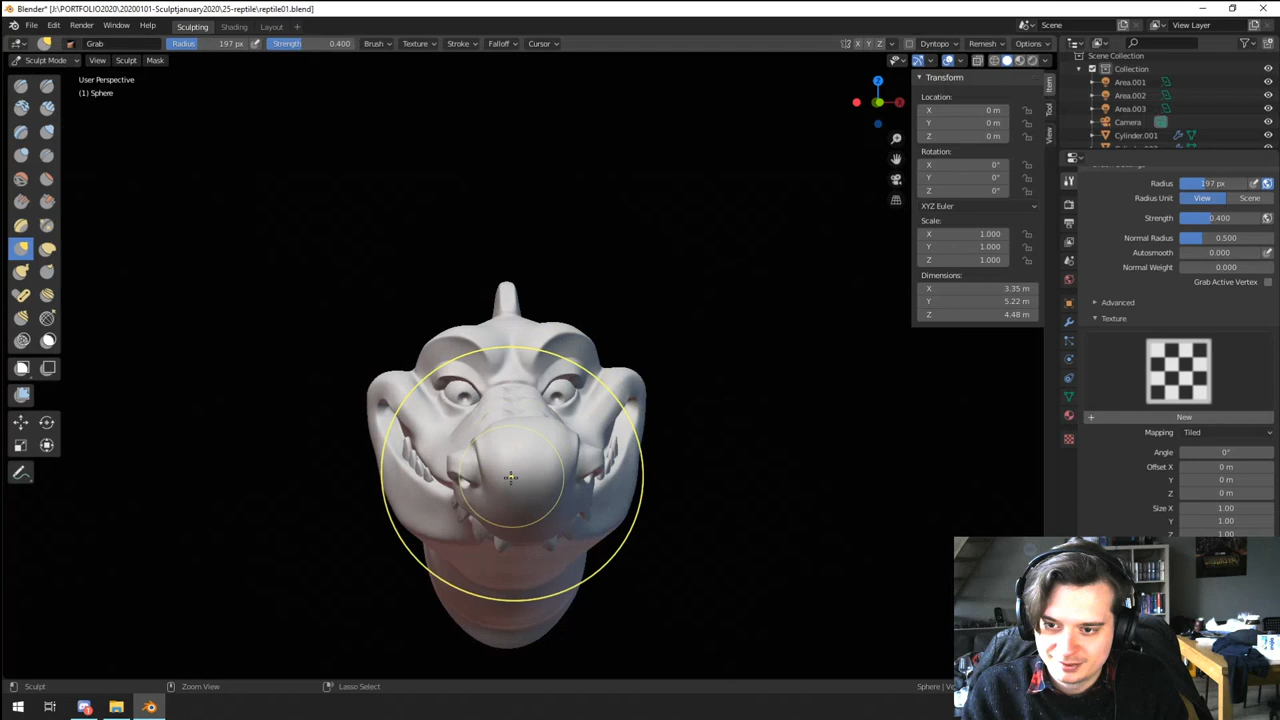 Blender* [J:\PORTFOLIO2020\20200101-Sculptjanuary2020\25-reptile\reptile01.blend]
File Edit Render Window Help Sculpting Shading Layout Scene View Layer
Grab Radius 197 px Strength 0.400 Brush Texture Stroke Falloff Cursor X Y Z Dyntopo Remesh Options
Sculpt Mode View Sculpt Mask
User Perspective
(1) Sphere
Z
Transform
Location:
X 0 m
Y 0 m
Z 0 m
Rotation:
X 0°
Y 0°
Z 0°
XYZ Euler
Scale:
X 1.000
Y 1.000
Z 1.000
Dimensions:
X 3.35 m
Y 5.22 m
Z 4.48 m
Item
Tool
View
Scene Collection
Collection
Area.001
Area.002
Area.003
Camera
Cylinder.001
Radius 197 px
Radius Unit View Scene
Strength 0.400
Normal Radius 0.500
Autosmooth 0.000
Normal Weight 0.000
Grab Active Vertex
Advanced
Texture
New
Mapping Tiled
Angle 0°
Offset X 0 m
Y 0 m
Z 0 m
Size X 1.00
Y 1.00
Z 1.00
Sculpt Zoom View Lasso Select Sphere